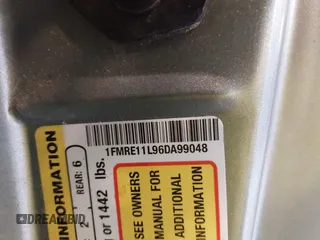 1FMRE11L96DA99048
INFORMATION
REAR: 6
2
or 1442 lbs.
SEE OWNERS
MANUAL FOR
ADDITIONAL
INFORMATION
DREAMBID